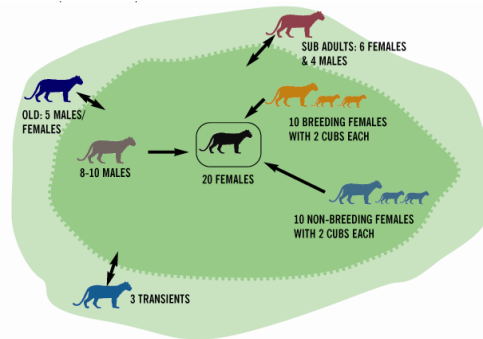 SUB ADULTS: 6 FEMALES
& 4 MALES
OLD: 5 MALES/
FEMALES
10 BREEDING FEMALES
WITH 2 CUBS EACH
8-10 MALES
20 FEMALES
10 NON-BREEDING FEMALES
WITH 2 CUBS EACH
3 TRANSIENTS